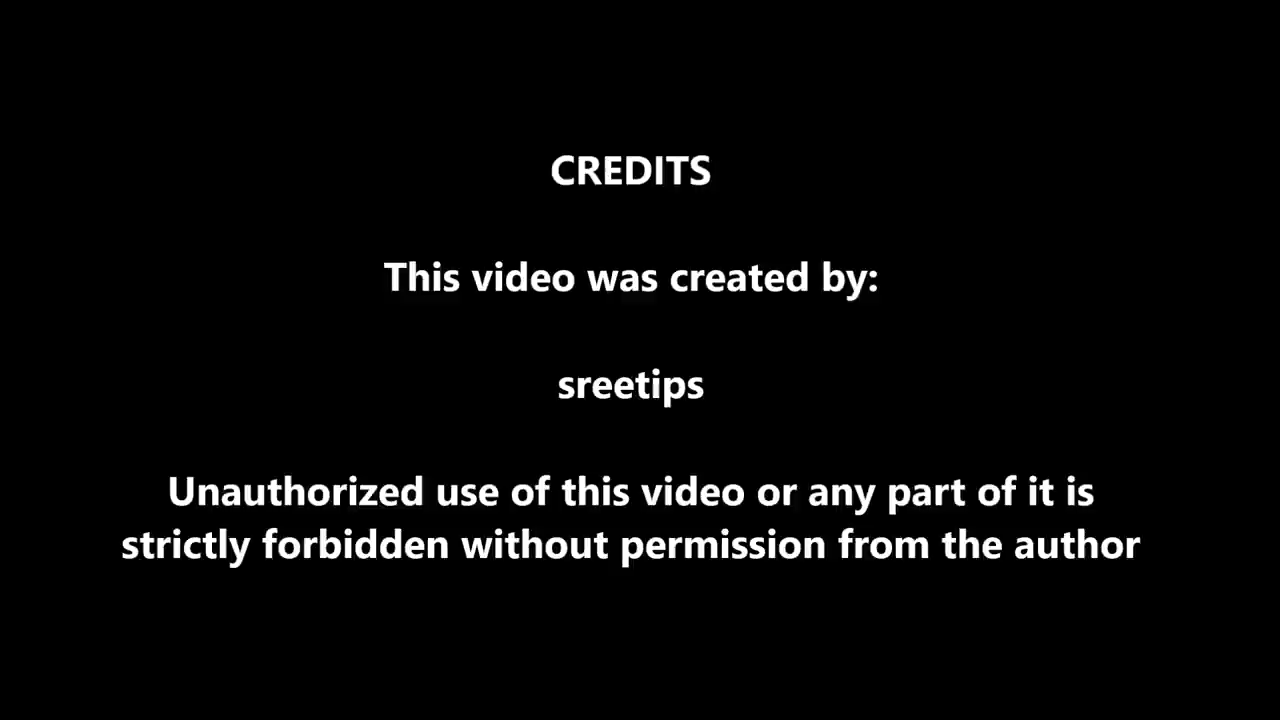 CREDITS
This video was created by:
sreetips
Unauthorized use of this video or any part of it is
strictly forbidden without permission from the author